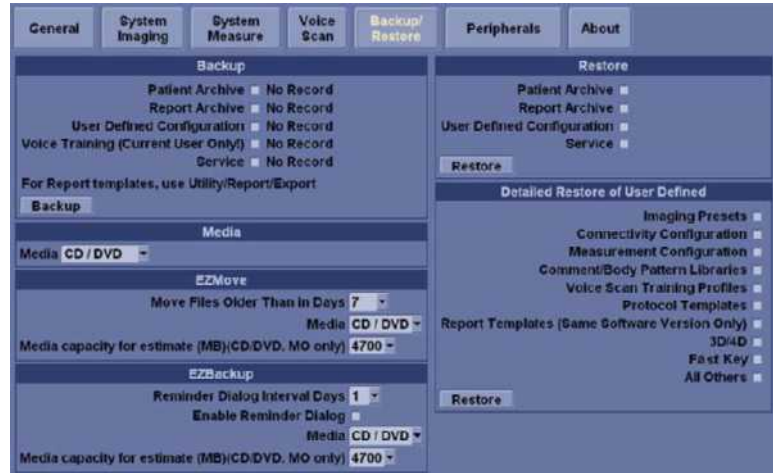 General
System Imaging
System Measure
Voice Scan
Backup/ Restore
Peripherals
About
Backup
Patient Archive No Record
Report Archive No Record
User Defined Configuration No Record
Voice Training (Current User Only!) No Record
Service No Record
For Report templates, use Utility/Report/Export
Backup
Media
Media CD / DVD
EZMove
Move Files Older Than in Days 7
Media CD / DVD
Media capacity for estimate (MB)(CD/DVD, MO only) 4700
EZBackup
Reminder Dialog Interval Days 1
Enable Reminder Dialog
Media CD / DVD
Media capacity for estimate (MB)(CD/DVD, MO only) 4700
Restore
Patient Archive
Report Archive
User Defined Configuration
Service
Restore
Detailed Restore of User Defined
Imaging Presets
Connectivity Configuration
Measurement Configuration
Comment/Body Pattern Libraries
Voice Scan Training Profiles
Protocol Templates
Report Templates (Same Software Version Only)
3D/4D
Fast Key
All Others
Restore